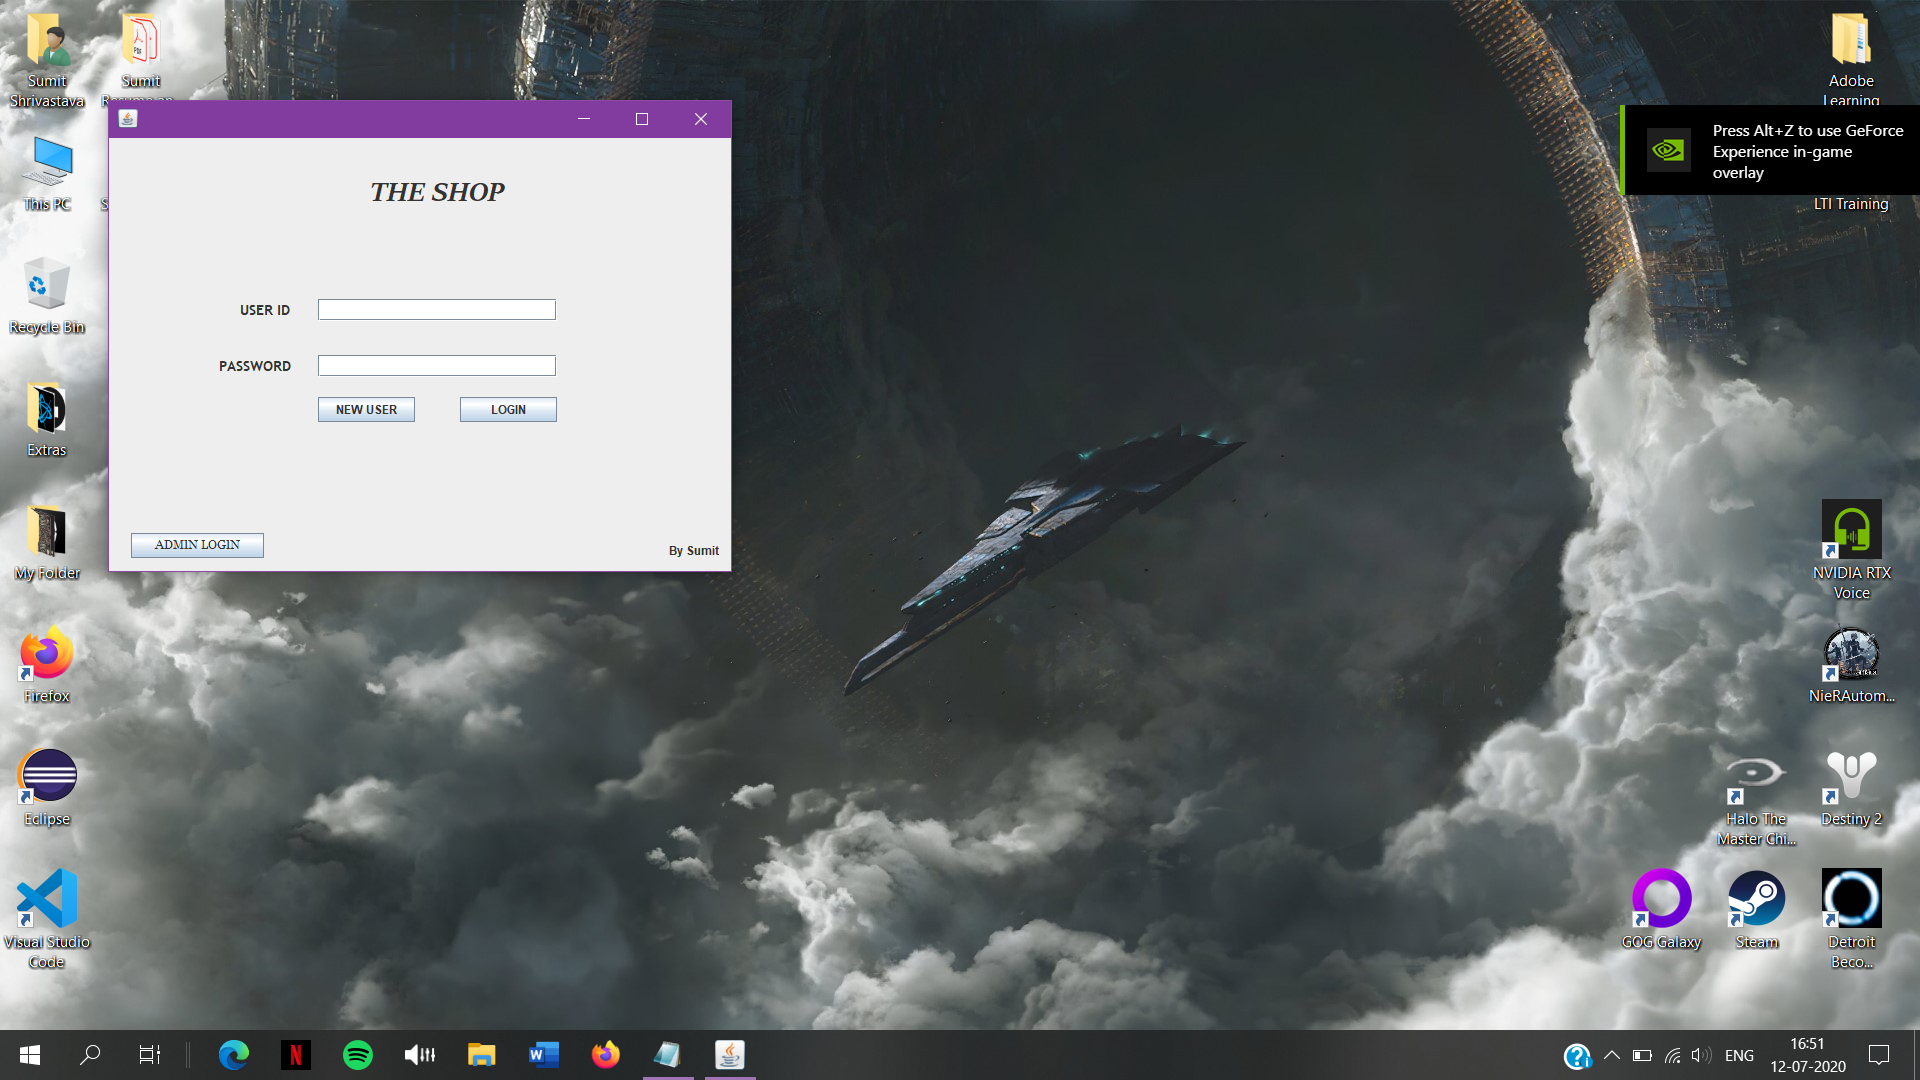 Sumit
Shrivastava
Sumit
THE SHOP
USER ID
PASSWORD
NEW USER
LOGIN
ADMIN LOGIN
By Sumit
This PC
Recycle Bin
Extras
My Folder
Firefox
Eclipse
Visual Studio
Code
Adobe
Learning
Press Alt+Z to use GeForce
Experience in-game
overlay
LTI Training
NVIDIA RTX
Voice
NieRAutom...
Halo The
Master Chi...
Destiny 2
GOG Galaxy
Steam
Detroit
Beco...
ENG
16:51
12-07-2020